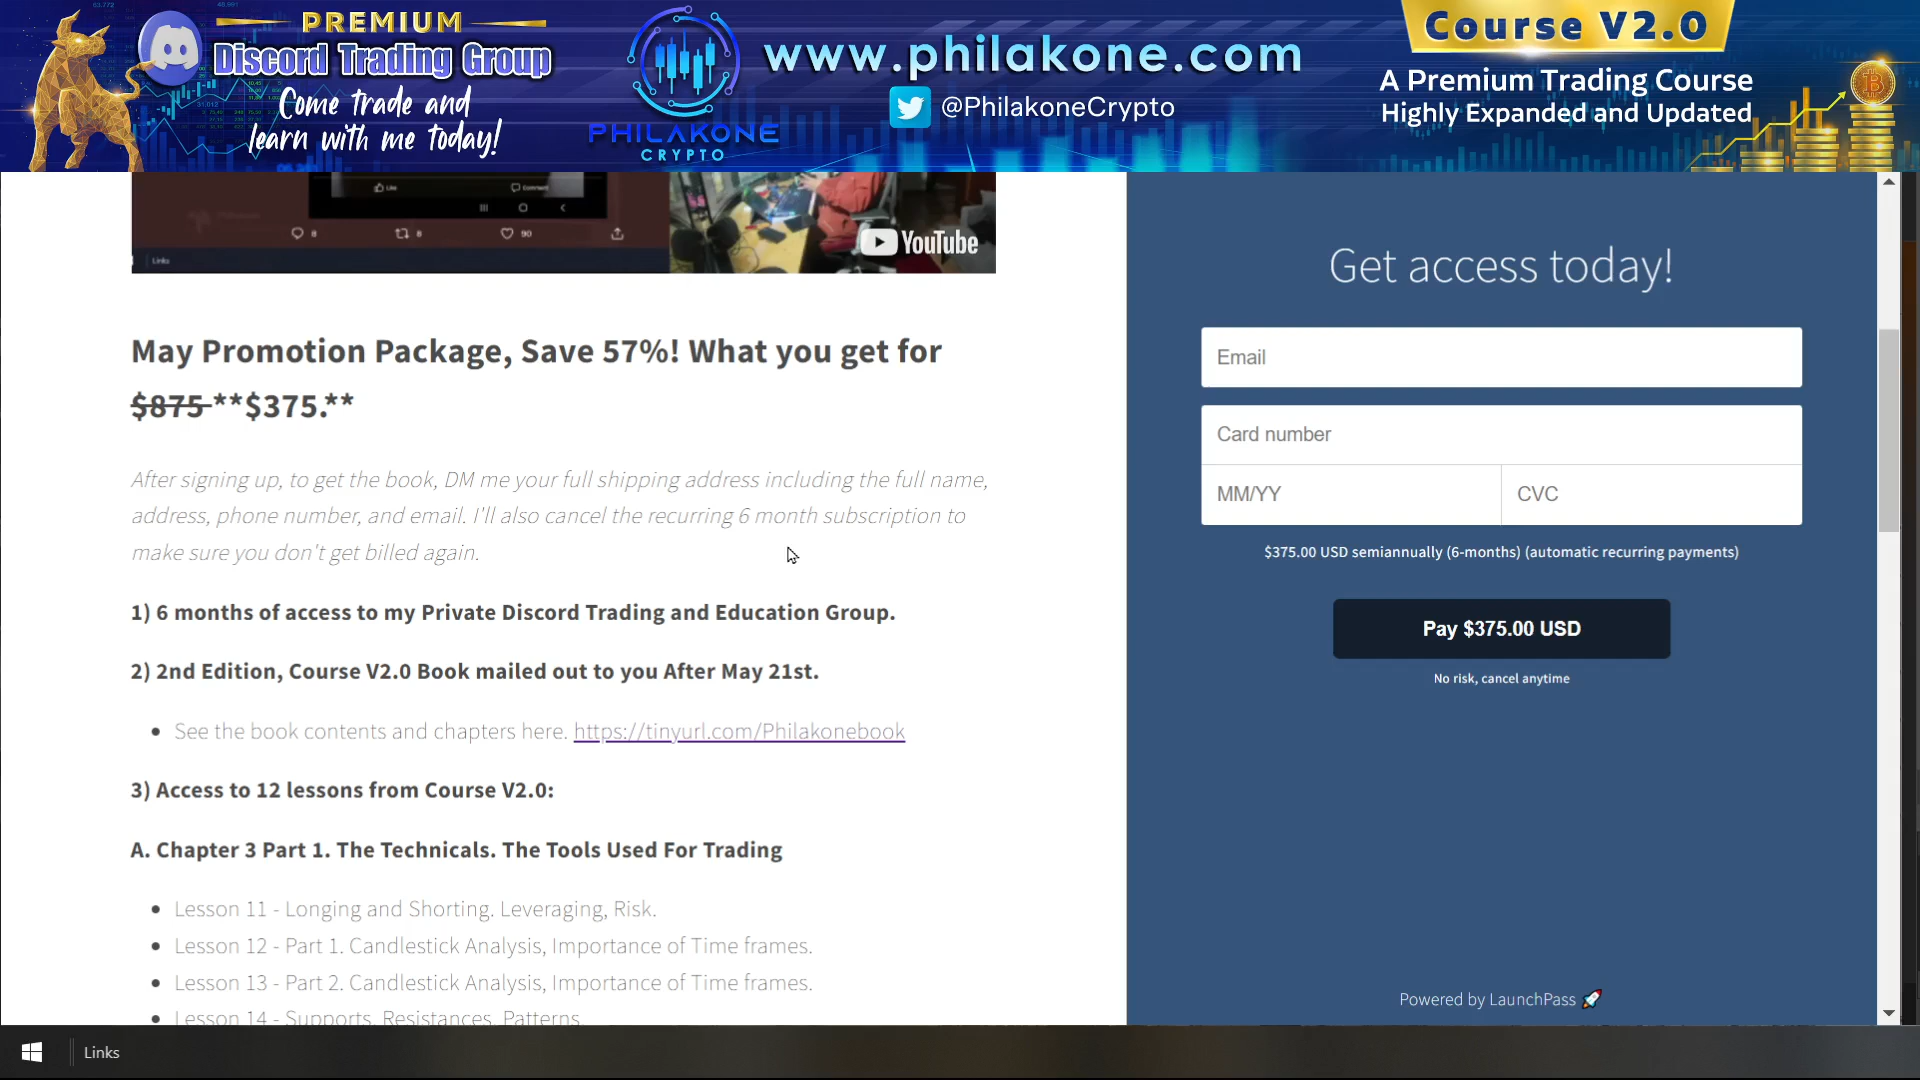 PREMIUM
Discord Trading Group
Come trade and
learn with me today!
PHILAKONE
CRYPTO
www.philakone.com
@PhilakoneCrypto
Course V2.0
A Premium Trading Course
Highly Expanded and Updated
Like
Comment
8
8
90
Links
YouTube
May Promotion Package, Save 57%! What you get for
$875 **$375.**
After signing up, to get the book, DM me your full shipping address including the full name,
address, phone number, and email. I'll also cancel the recurring 6 month subscription to
make sure you don't get billed again.
1) 6 months of access to my Private Discord Trading and Education Group.
2) 2nd Edition, Course V2.0 Book mailed out to you After May 21st.
• See the book contents and chapters here. https://tinyurl.com/Philakonebook
3) Access to 12 lessons from Course V2.0:
A. Chapter 3 Part 1. The Technicals. The Tools Used For Trading
• Lesson 11 - Longing and Shorting. Leveraging, Risk.
• Lesson 12 - Part 1. Candlestick Analysis, Importance of Time frames.
• Lesson 13 - Part 2. Candlestick Analysis, Importance of Time frames.
• Lesson 14 - Supports, Resistances, Patterns.
Get access today!
Email
Card number
MM/YY
CVC
$375.00 USD semiannually (6-months) (automatic recurring payments)
Pay $375.00 USD
No risk, cancel anytime
Powered by LaunchPass 🚀
Links